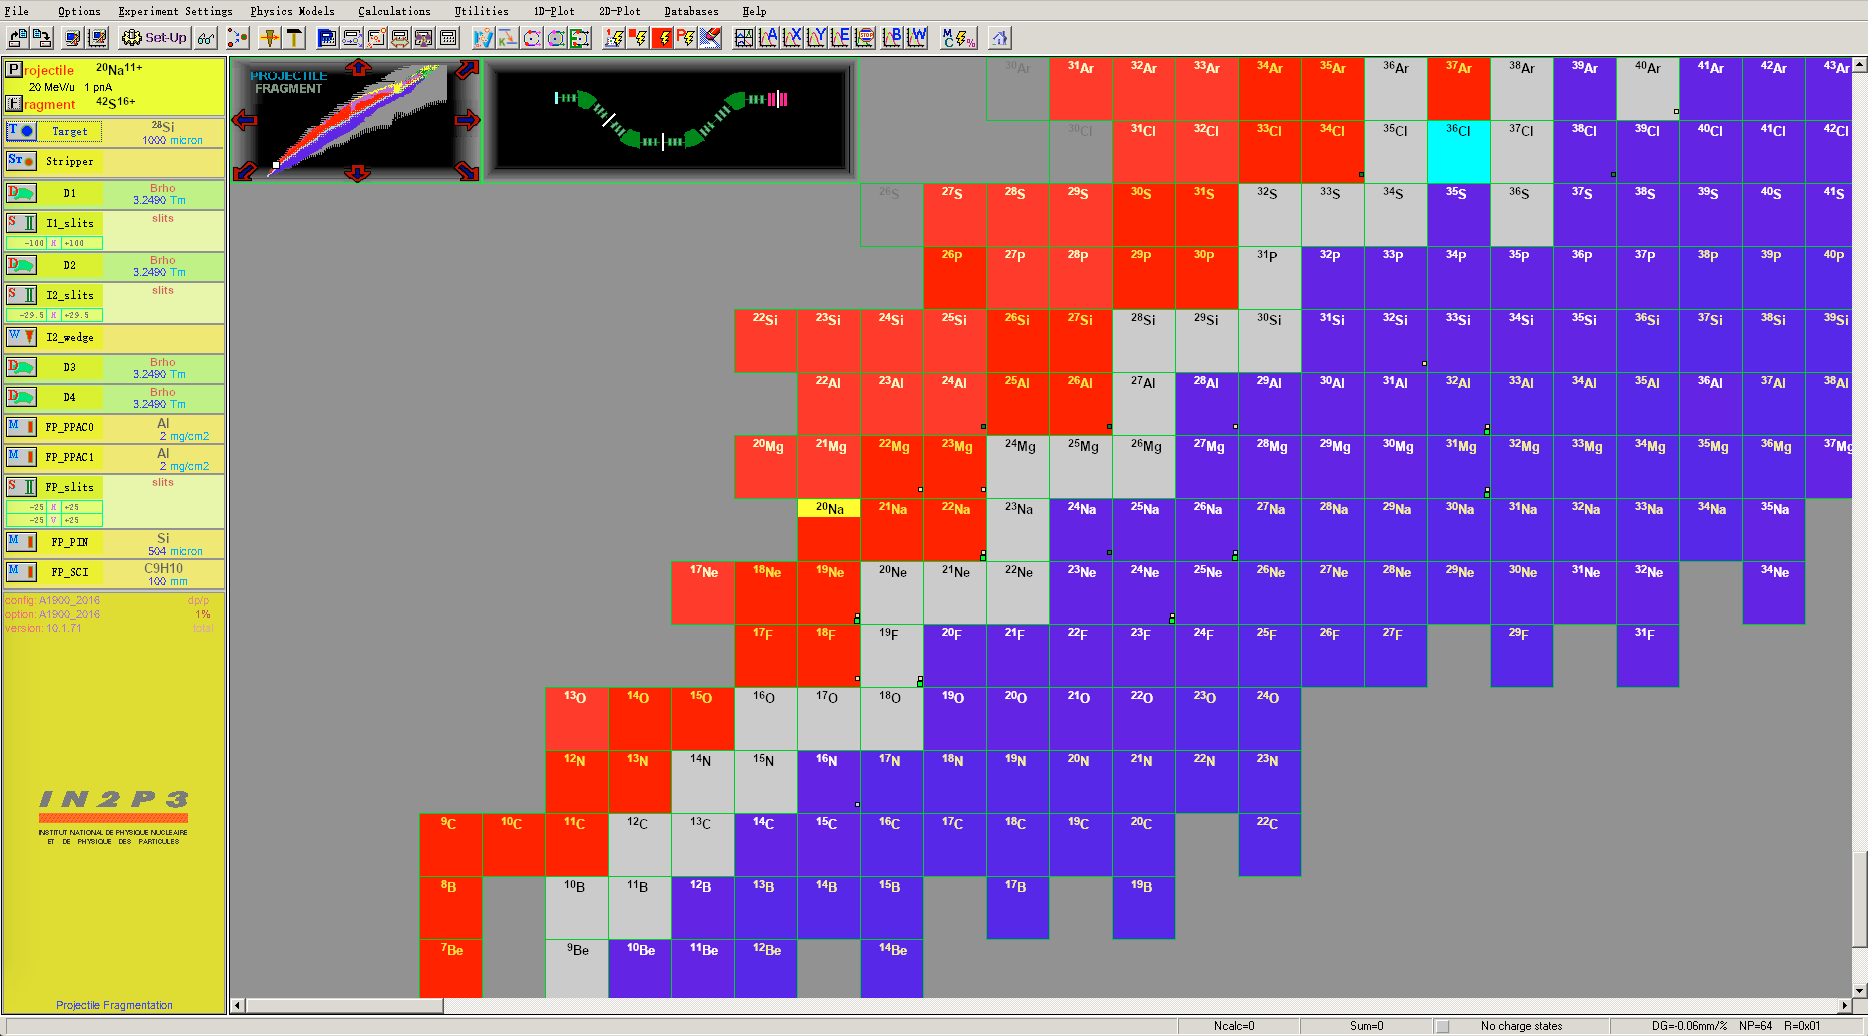 File Options Experiment Settings Physics Models Calculations Utilities 1D-Plot 2D-Plot Databases Help
Set-Up
Projectile 20Na11+
20 MeV/u 1 pnA
Fragment 42S16+
T Target 28Si
1000 micron
ST Stripper
D D1 Brho
3.2490 Tm
S I1_slits slits
-100 H +100
D D2 Brho
3.2490 Tm
S I2_slits slits
-29.5 H +29.5
W I2_wedge
D D3 Brho
3.2490 Tm
D D4 Brho
3.2490 Tm
M FP_PPAC0 Al
2 mg/cm2
M FP_PPAC1 Al
2 mg/cm2
S FP_slits slits
-25 H +25
-25 V +25
M FP_PIN Si
504 micron
M FP_SCI C9H10
100 mm
config: A1900_2016 dp/p
option: A1900_2016 1%
version: 10.1.71 total
IN2P3
INSTITUT NATIONAL DE PHYSIQUE NUCLEAIRE
ET DE PHYSIQUE DES PARTICULES
Projectile Fragmentation
PROJECTILE
FRAGMENT
30Ar 31Ar 32Ar 33Ar 34Ar 35Ar 36Ar 37Ar 38Ar 39Ar 40Ar 41Ar 42Ar 43Ar
30Cl 31Cl 32Cl 33Cl 34Cl 35Cl 36Cl 37Cl 38Cl 39Cl 40Cl 41Cl 42Cl
26S 27S 28S 29S 30S 31S 32S 33S 34S 35S 36S 37S 38S 39S 40S 41S
26P 27P 28P 29P 30P 31P 32P 33P 34P 35P 36P 37P 38P 39P 40P
22Si 23Si 24Si 25Si 26Si 27Si 28Si 29Si 30Si 31Si 32Si 33Si 34Si 35Si 36Si 37Si 38Si 39Si
22Al 23Al 24Al 25Al 26Al 27Al 28Al 29Al 30Al 31Al 32Al 33Al 34Al 35Al 36Al 37Al 38Al
20Mg 21Mg 22Mg 23Mg 24Mg 25Mg 26Mg 27Mg 28Mg 29Mg 30Mg 31Mg 32Mg 33Mg 34Mg 35Mg 36Mg 37Mg
20Na 21Na 22Na 23Na 24Na 25Na 26Na 27Na 28Na 29Na 30Na 31Na 32Na 33Na 34Na 35Na
17Ne 18Ne 19Ne 20Ne 21Ne 22Ne 23Ne 24Ne 25Ne 26Ne 27Ne 28Ne 29Ne 30Ne 31Ne 32Ne 34Ne
17F 18F 19F 20F 21F 22F 23F 24F 25F 26F 27F 29F 31F
13O 14O 15O 16O 17O 18O 19O 20O 21O 22O 23O 24O
12N 13N 14N 15N 16N 17N 18N 19N 20N 21N 22N 23N
9C 10C 11C 12C 13C 14C 15C 16C 17C 18C 19C 20C 22C
8B 10B 11B 12B 13B 14B 15B 17B 19B
7Be 9Be 10Be 11Be 12Be 14Be
Ncalc=0 Sum=0 No charge states DG=-0.06mm/% NP=64 R=0x01